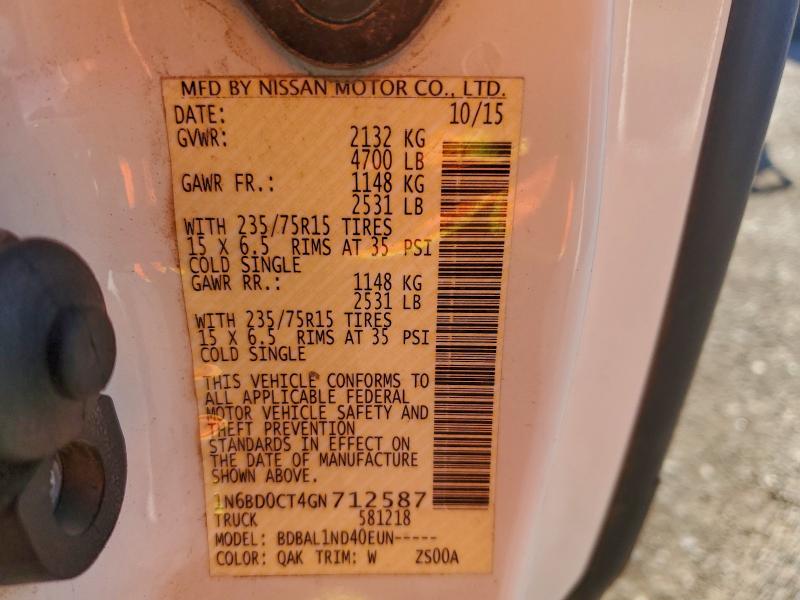 MFD BY NISSAN MOTOR CO., LTD.
DATE: 10/15
GVWR: 2132 KG
4700 LB
GAWR FR.: 1148 KG
2531 LB
WITH 235/75R15 TIRES
15 X 6.5 RIMS AT 35 PSI
COLD SINGLE
GAWR RR.: 1148 KG
2531 LB
WITH 235/75R15 TIRES
15 X 6.5 RIMS AT 35 PSI
COLD SINGLE
THIS VEHICLE CONFORMS TO
ALL APPLICABLE FEDERAL
MOTOR VEHICLE SAFETY AND
THEFT PREVENTION
STANDARDS IN EFFECT ON
THE DATE OF MANUFACTURE
SHOWN ABOVE.
1N6BD0CT4GN712587
TRUCK 581218
MODEL: BDBAL1ND40EUN-----
COLOR: QAK TRIM: W ZS00A